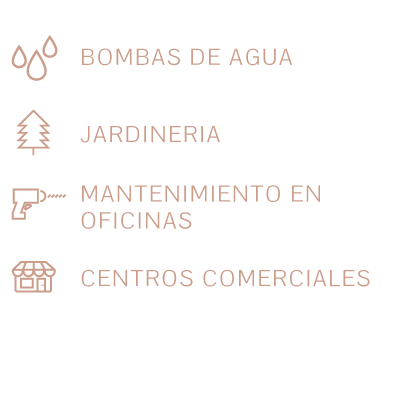 BOMBAS DE AGUA
JARDINERIA
MANTENIMIENTO EN
OFICINAS
CENTROS COMERCIALES